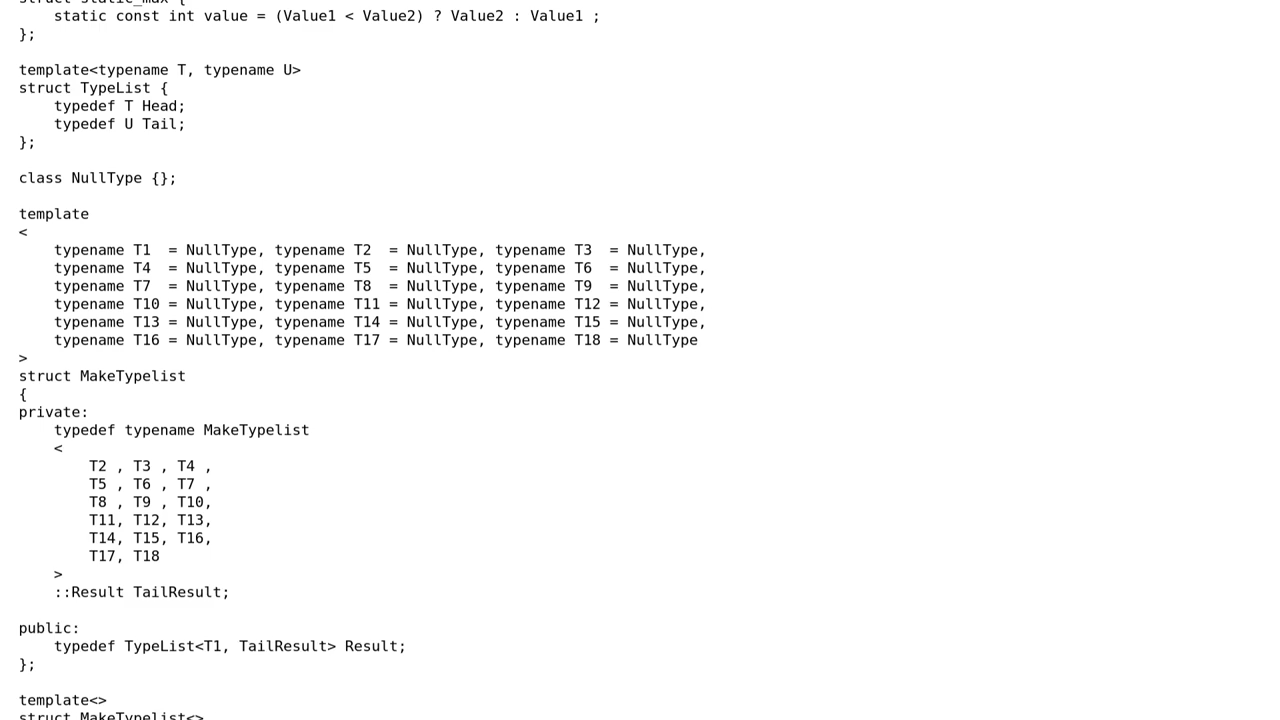 struct static_max {
    static const int value = (Value1 < Value2) ? Value2 : Value1 ;
};

template<typename T, typename U>
struct TypeList {
    typedef T Head;
    typedef U Tail;
};

class NullType {};

template
<
    typename T1  = NullType, typename T2  = NullType, typename T3  = NullType,
    typename T4  = NullType, typename T5  = NullType, typename T6  = NullType,
    typename T7  = NullType, typename T8  = NullType, typename T9  = NullType,
    typename T10 = NullType, typename T11 = NullType, typename T12 = NullType,
    typename T13 = NullType, typename T14 = NullType, typename T15 = NullType,
    typename T16 = NullType, typename T17 = NullType, typename T18 = NullType
>
struct MakeTypelist
{
private:
    typedef typename MakeTypelist
    <
        T2 , T3 , T4 ,
        T5 , T6 , T7 ,
        T8 , T9 , T10,
        T11, T12, T13,
        T14, T15, T16,
        T17, T18
    >
    ::Result TailResult;

public:
    typedef TypeList<T1, TailResult> Result;
};

template<>
struct MakeTypelist<>